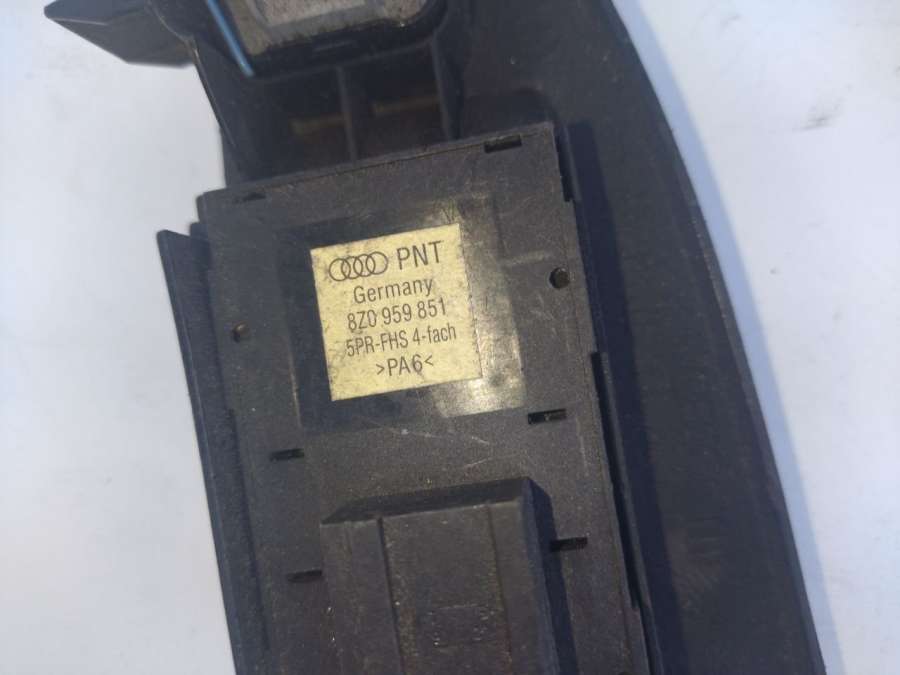 PNT
Germany
8Z0 959 851
5PR-FHS 4-fach
>PA6<